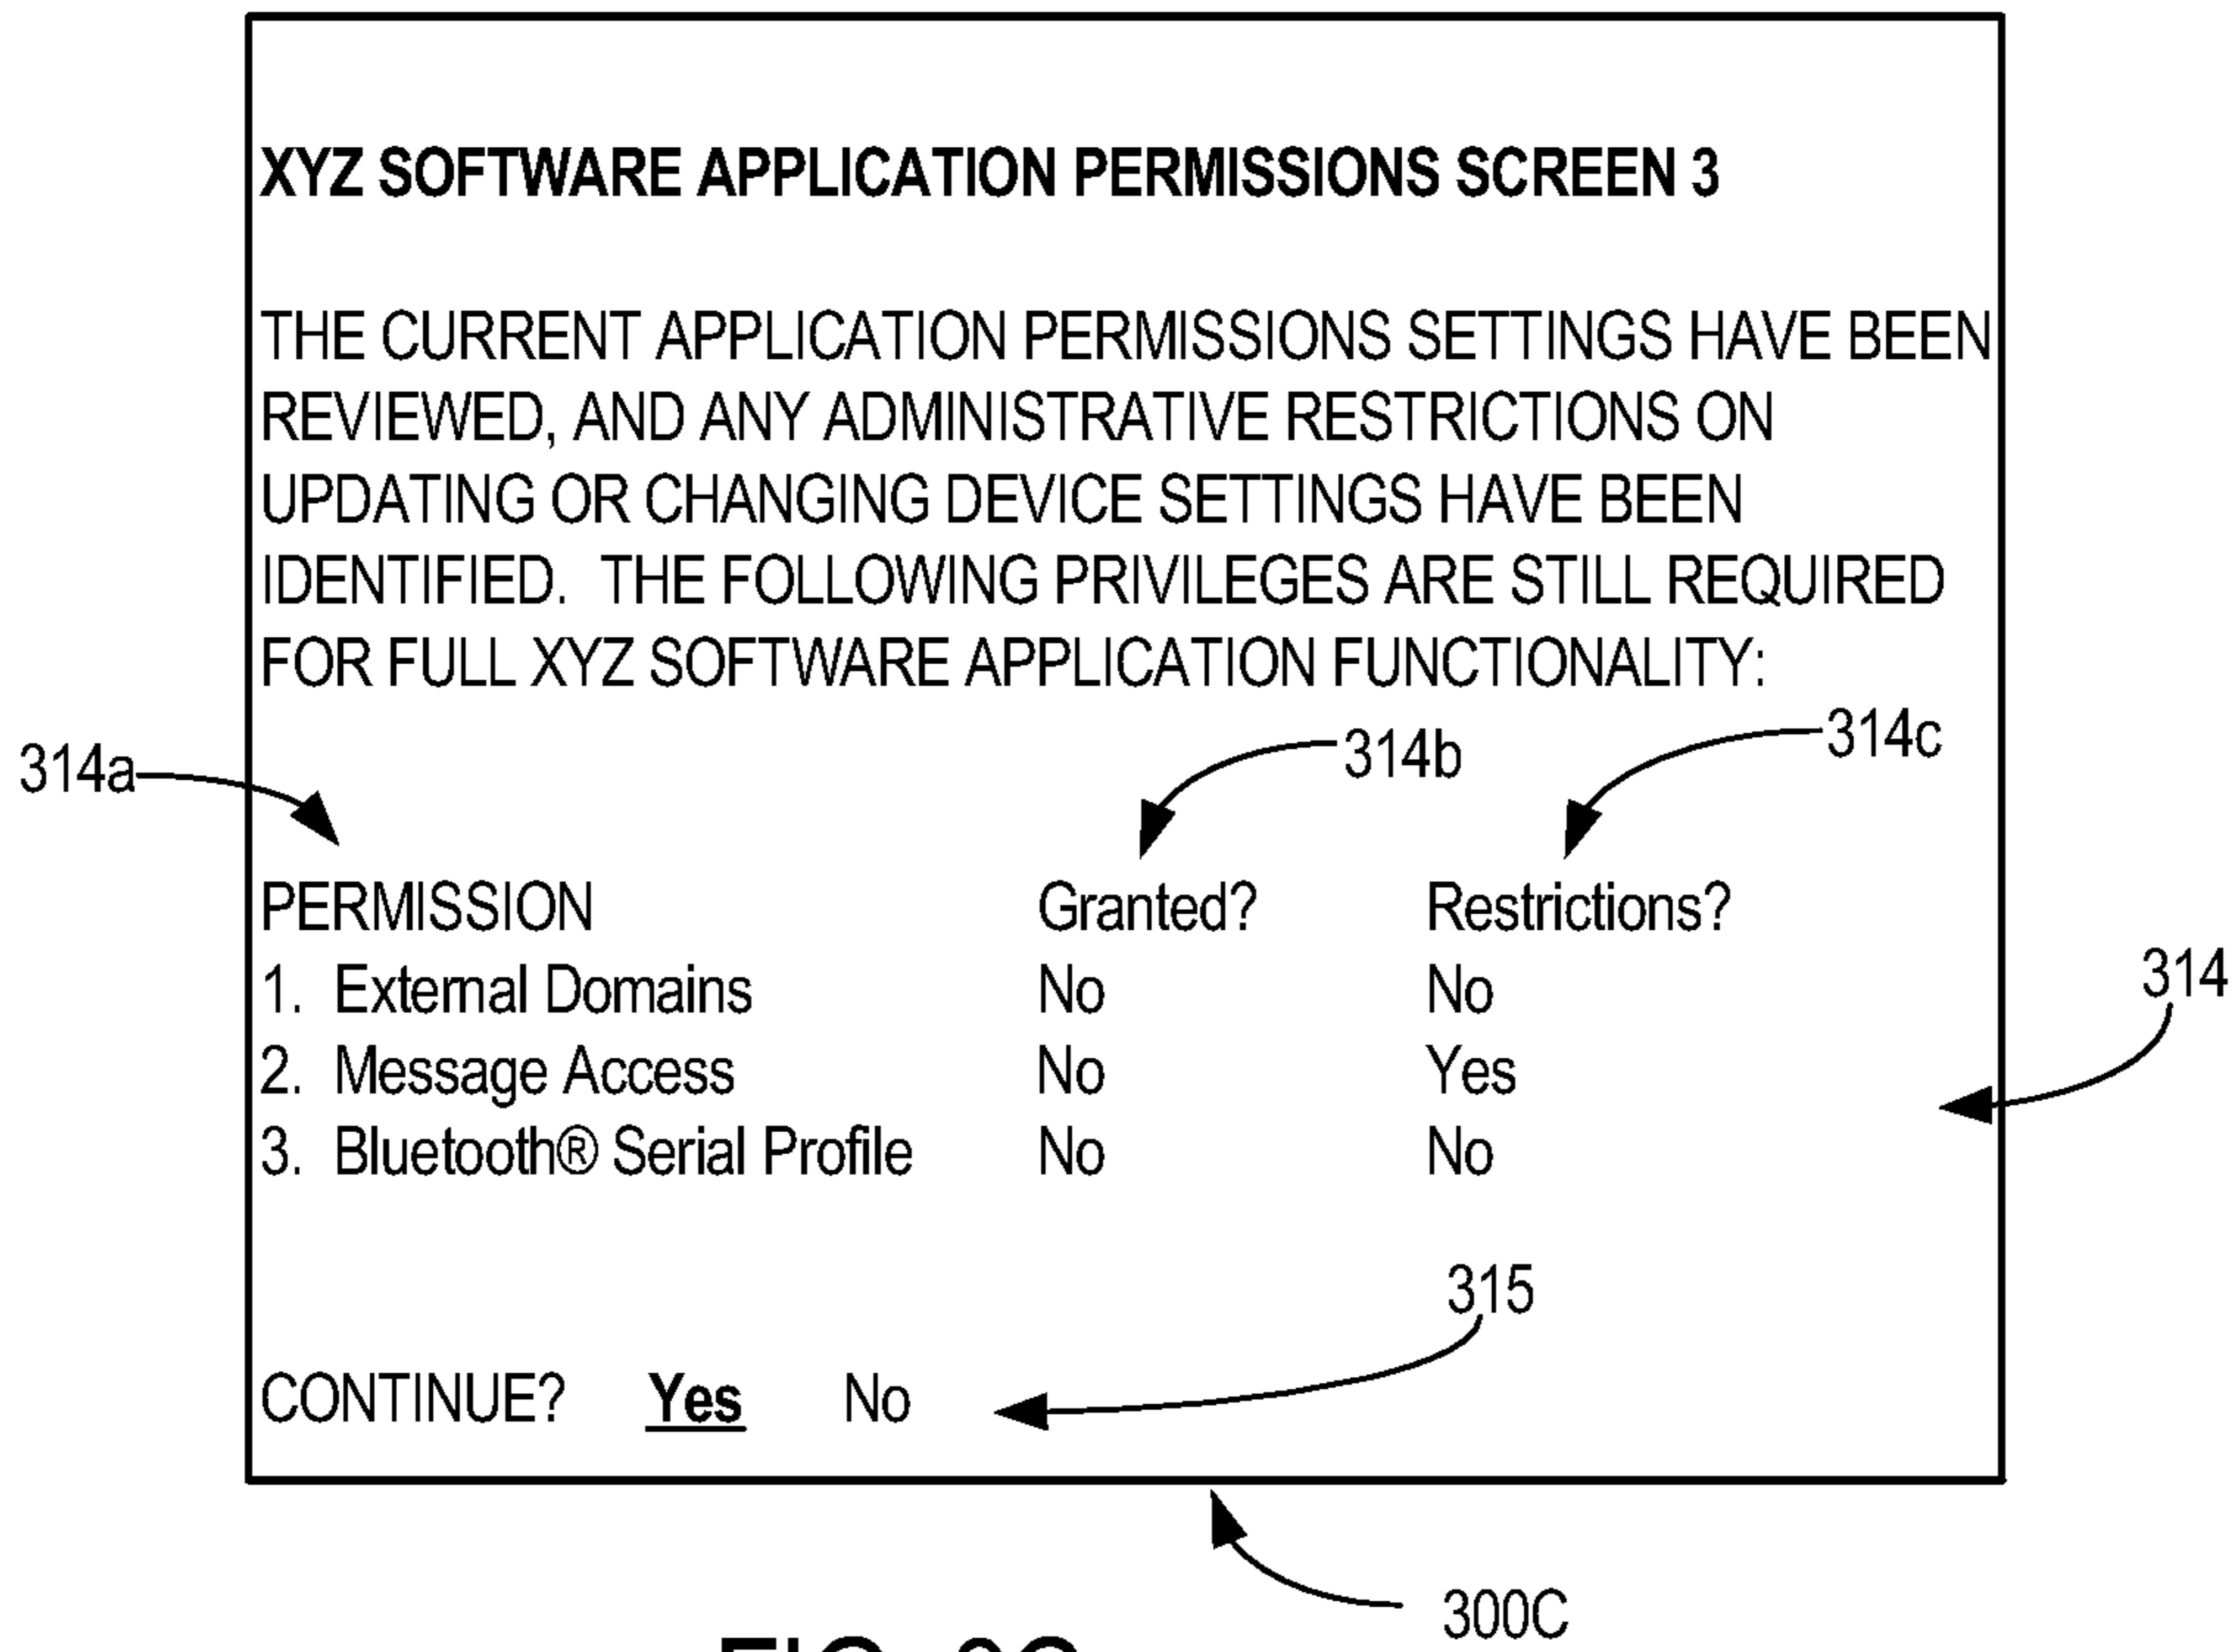 XYZ SOFTWARE APPLICATION PERMISSIONS SCREEN 3
THE CURRENT APPLICATION PERMISSIONS SETTINGS HAVE BEEN
REVIEWED, AND ANY ADMINISTRATIVE RESTRICTIONS ON
UPDATING OR CHANGING DEVICE SETTINGS HAVE BEEN
IDENTIFIED. THE FOLLOWING PRIVILEGES ARE STILL REQUIRED
FOR FULL XYZ SOFTWARE APPLICATION FUNCTIONALITY:
314a 314b 314c
PERMISSION Granted? Restrictions?
1. External Domains No No
314
2. Message Access No Yes
3. Bluetooth® Serial Profile No No
315
CONTINUE? Yes No
300C